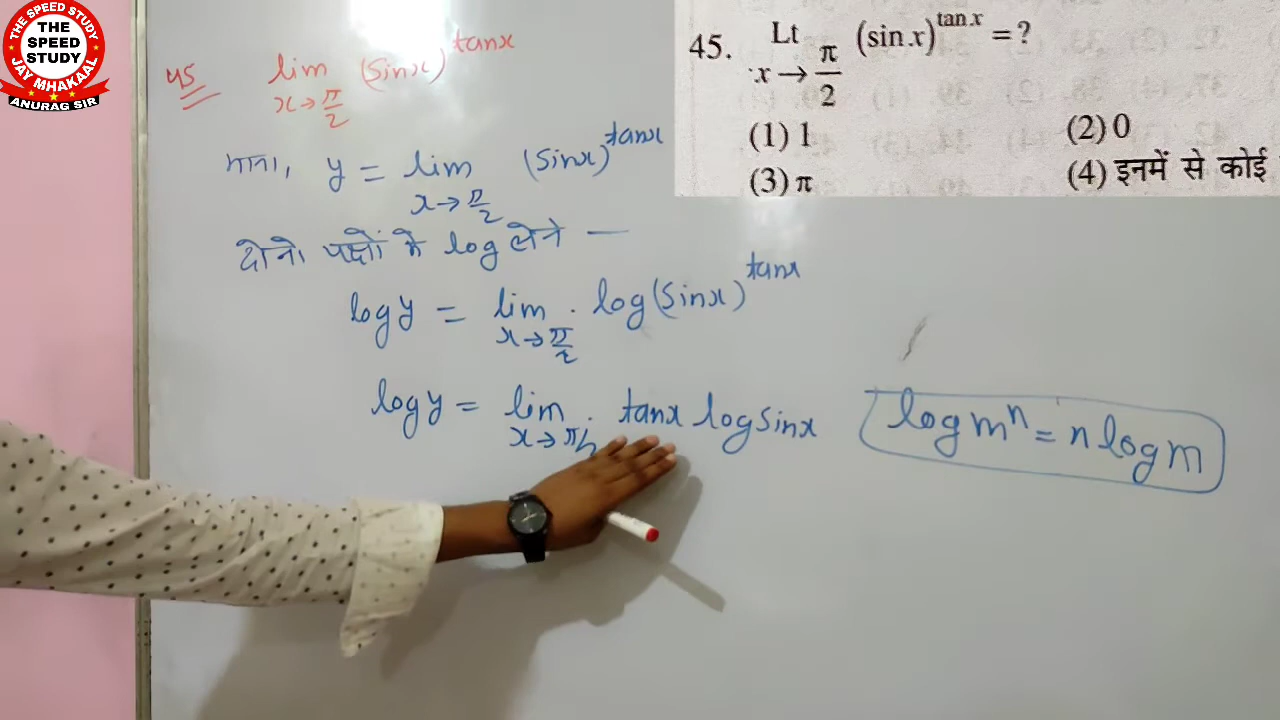 THE SPEED STUDY
THE
SPEED
STUDY
JAY MHAKAAL
ANURAG SIR
45. Lt x→π/2 (sin x)^tan x = ?
(1) 1 (2) 0
(3) π (4) इनमें से कोई
45 lim x→π/2 (sinx)^tanx
माना, y = lim x→π/2 (sinx)^tanx
दोनो पक्षों में log लेने —
log y = lim x→π/2 . log(sinx)^tanx
log y = lim x→π/2 . tanx logsinx
log m^n = n log m